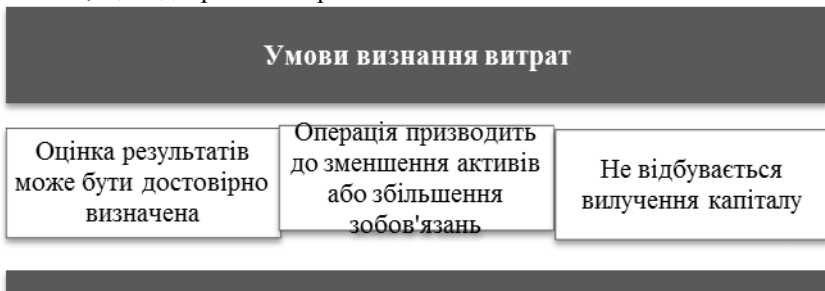 Умови визнання витрат
Оцінка результатів
може бути достовірно
визначена
Операція призводить
до зменшення активів
або збільшення
зобов'язань
Не відбувається
вилучення капіталу